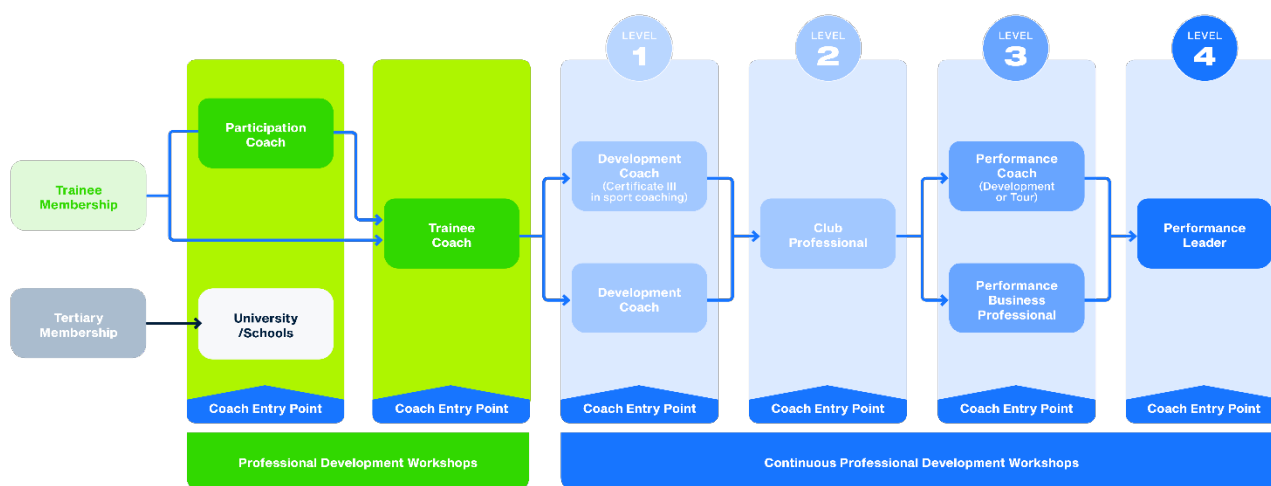 LEVEL
1
LEVEL
2
LEVEL
3
LEVEL
4
Trainee
Membership
Tertiary
Membership
Participation
Coach
University
/Schools
Coach Entry Point
Trainee
Coach
Coach Entry Point
Development
Coach
(Certificate III
in sport coaching)
Development
Coach
Coach Entry Point
Club
Professional
Coach Entry Point
Performance
Coach
(Development
or Tour)
Performance
Business
Professional
Coach Entry Point
Performance
Leader
Coach Entry Point
Professional Development Workshops
Continuous Professional Development Workshops